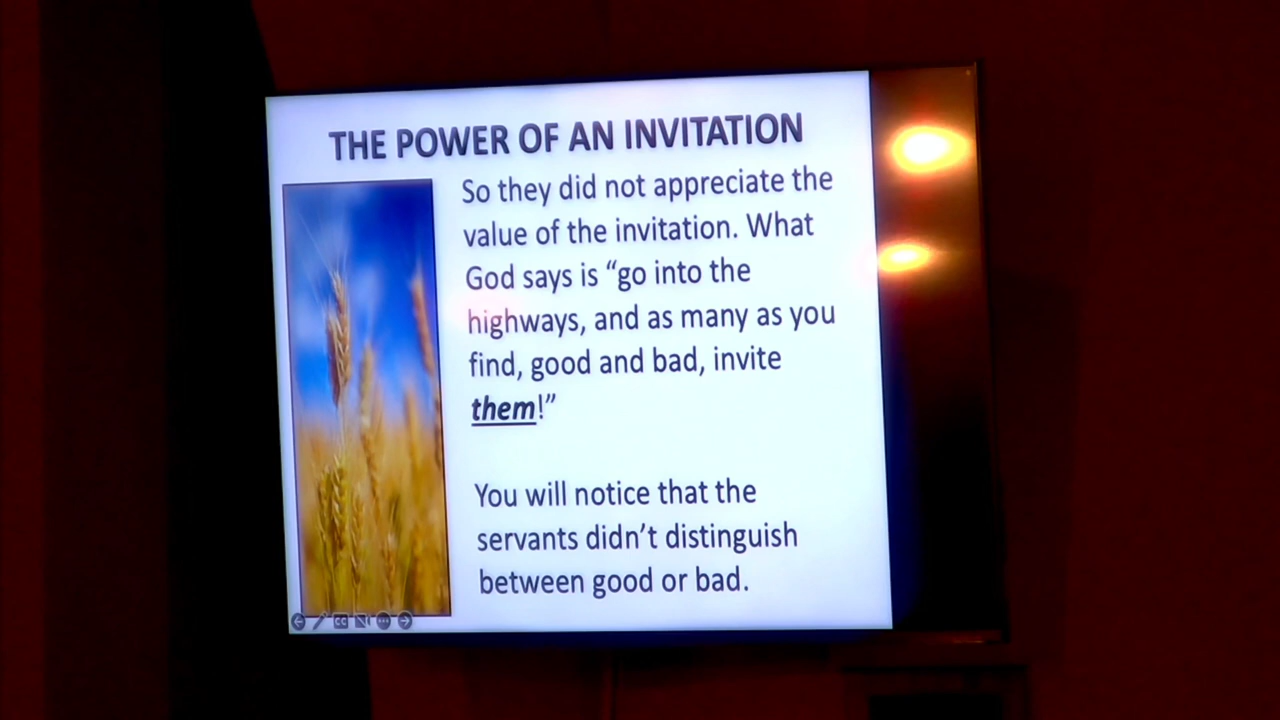 THE POWER OF AN INVITATION
So they did not appreciate the
value of the invitation. What
God says is “go into the
highways, and as many as you
find, good and bad, invite
them!”
You will notice that the
servants didn’t distinguish
between good or bad.
CC